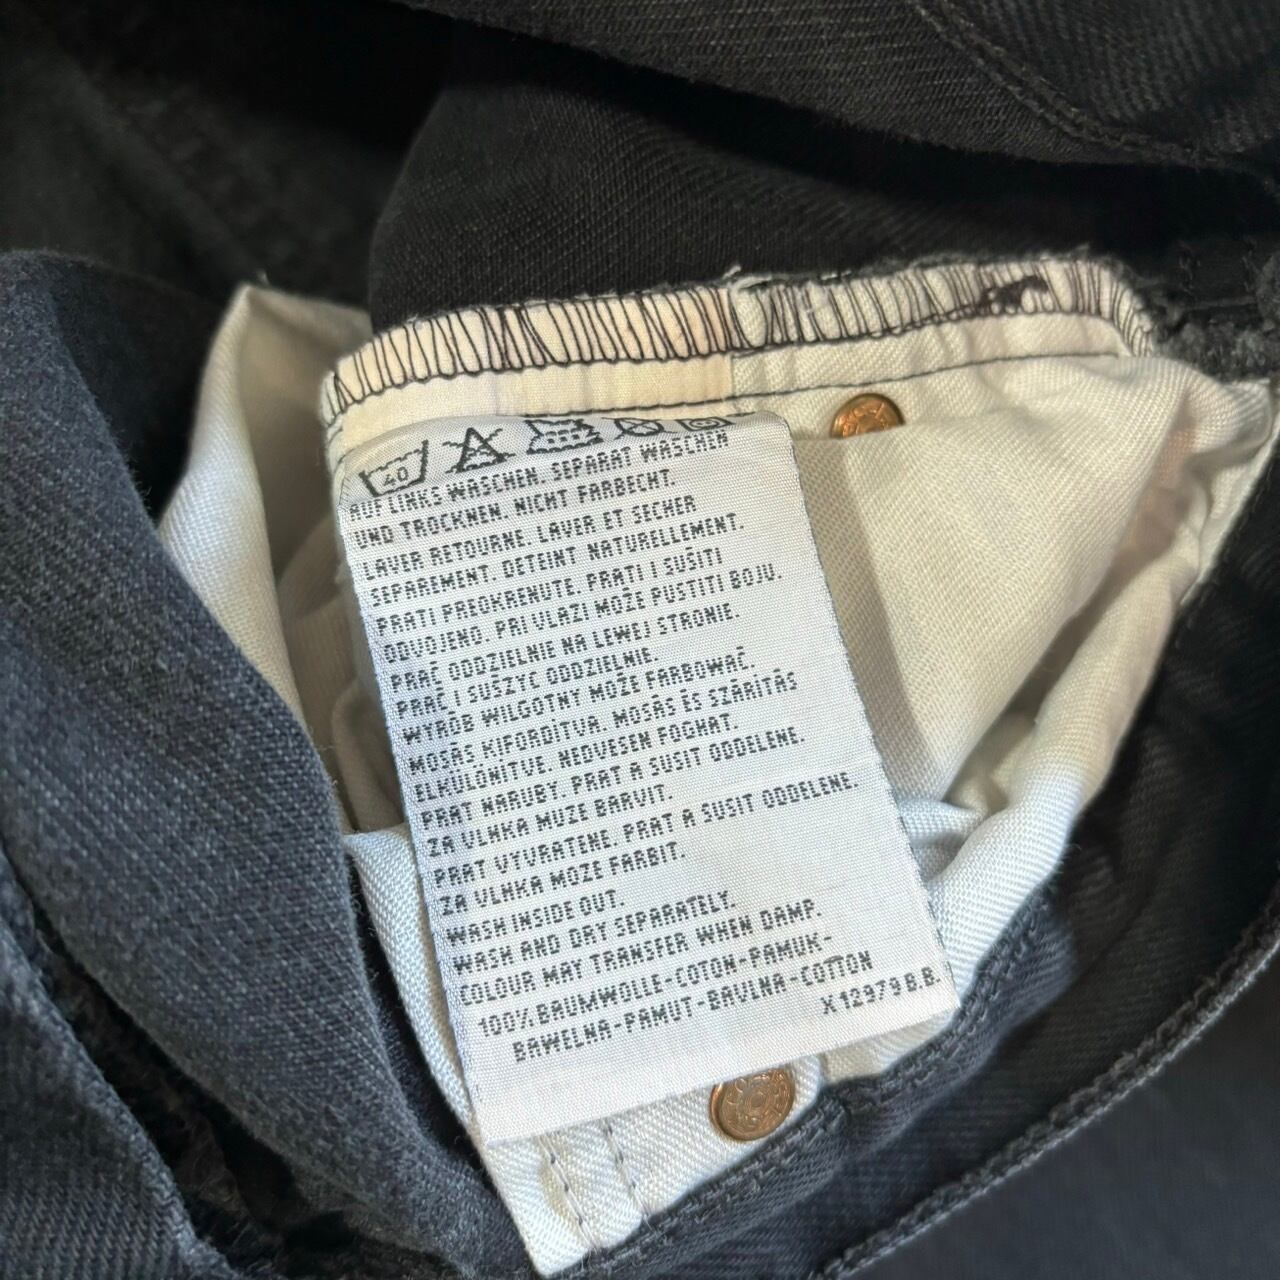 40
AUF LINKS WASCHEN. SEPARAT WASCHEN
UND TROCKNEN. NICHT FARBECHT.
LAVER RETOURNE. LAVER ET SECHER
SEPAREMENT. DETEINT NATURELLEMENT.
PRATI PREOKRENUTE. PRATI I SUŠITI
ODVOJENO. PRI VLAZI MOŽE PUSTITI BOJU.
PRAĆ ODDZIELNIE NA LEWEJ STRONIE.
PRAĆ I SUSZYC ODDZIELNIE.
WYRÓB WILGOTNY MOŻE FARBOWAĆ.
MOSÁS KIFORDÍTVA. MOSÁS ÉS SZÁRÍTÁS
ELKÜLÖNITVE. NEDVESEN FOGHAT.
PRAT NARUBY. PRAT A SUSIT ODDELENE.
ZA VLHKA MUZE BARVIT.
PRAT VYVRATENE. PRAT A SUSIT ODDELENE.
ZA VLHKA MOZE FARBIT.
WASH INSIDE OUT.
WASH AND DRY SEPARATELY.
COLOUR MAY TRANSFER WHEN DAMP.
100% BAUMWOLLE-COTON-PAMUK-
BAWELNA-PAMUT-BAVLNA-COTTON
X 12979 B.B.